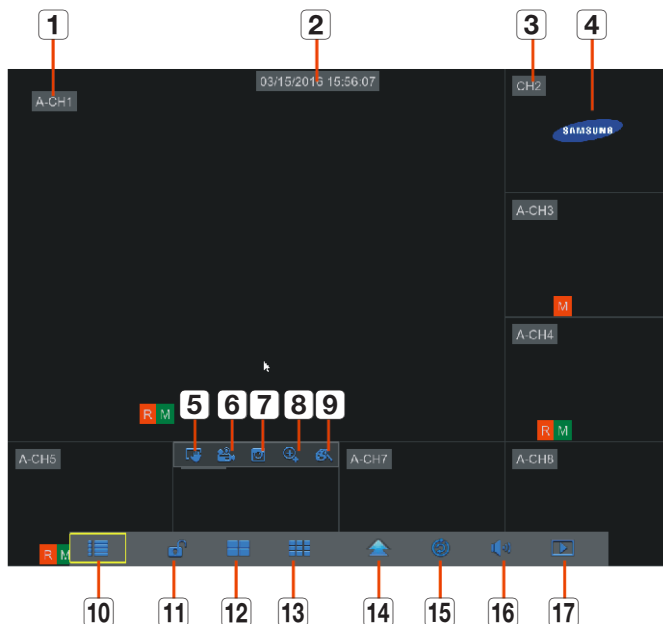 1 2 3 4
03/15/2016 15:56:07
A-CH1
CH2
SAMSUNG
A-CH3
M
A-CH4
R M
R M
5 6 7 8 9
A-CH5
A-CH7
A-CH8
R M
10 11 12 13 14 15 16 17